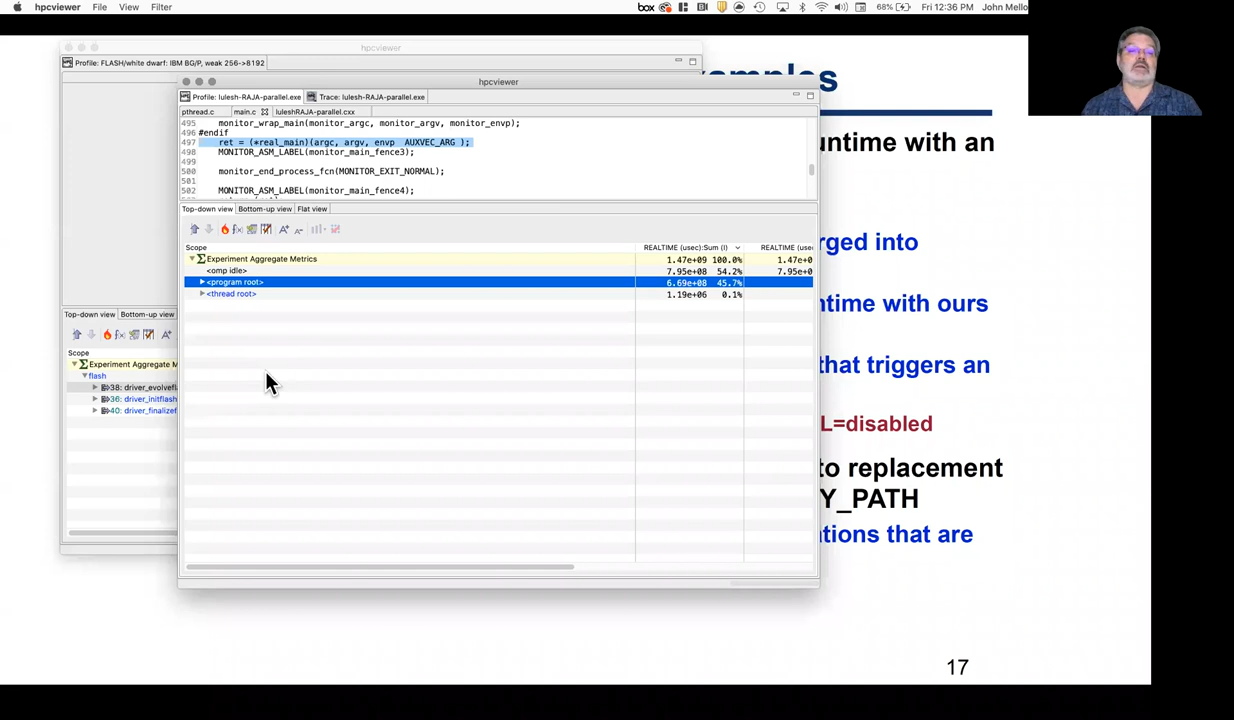 hpcviewer File View Filter
box 68% Fri 12:36 PM John Mello
hpcviewer
Profile: FLASH/white dwarf: IBM BG/P, weak 256->8192
amples
hpcviewer
Profile: lulesh-RAJA-parallel.exe Trace: lulesh-RAJA-parallel.exe
pthread.c main.c luleshRAJA-parallel.cxx
495 monitor_wrap_main(monitor_argc, monitor_argv, monitor_envp);
496 #endif
497 ret = (*real_main)(argc, argv, envp AUXVEC_ARG );
498 MONITOR_ASM_LABEL(monitor_main_fence3);
499
500 monitor_end_process_fcn(MONITOR_EXIT_NORMAL);
501
502 MONITOR_ASM_LABEL(monitor_main_fence4);
Top-down view Bottom-up view Flat view
Scope REALTIME (usec):Sum (I) REALTIME (usec
Experiment Aggregate Metrics 1.47e+09 100.0% 1.47e+0
<omp idle> 7.95e+08 54.2% 7.95e+0
<program root> 6.69e+08 45.7%
<thread root> 1.19e+06 0.1%
Top-down view Bottom-up view
Scope
Experiment Aggregate M
flash
38: driver_evolvefl
36: driver_initflash
40: driver_finalizef
untime with an
rged into
ntime with ours
that triggers an
L=disabled
to replacement
Y_PATH
tions that are
17